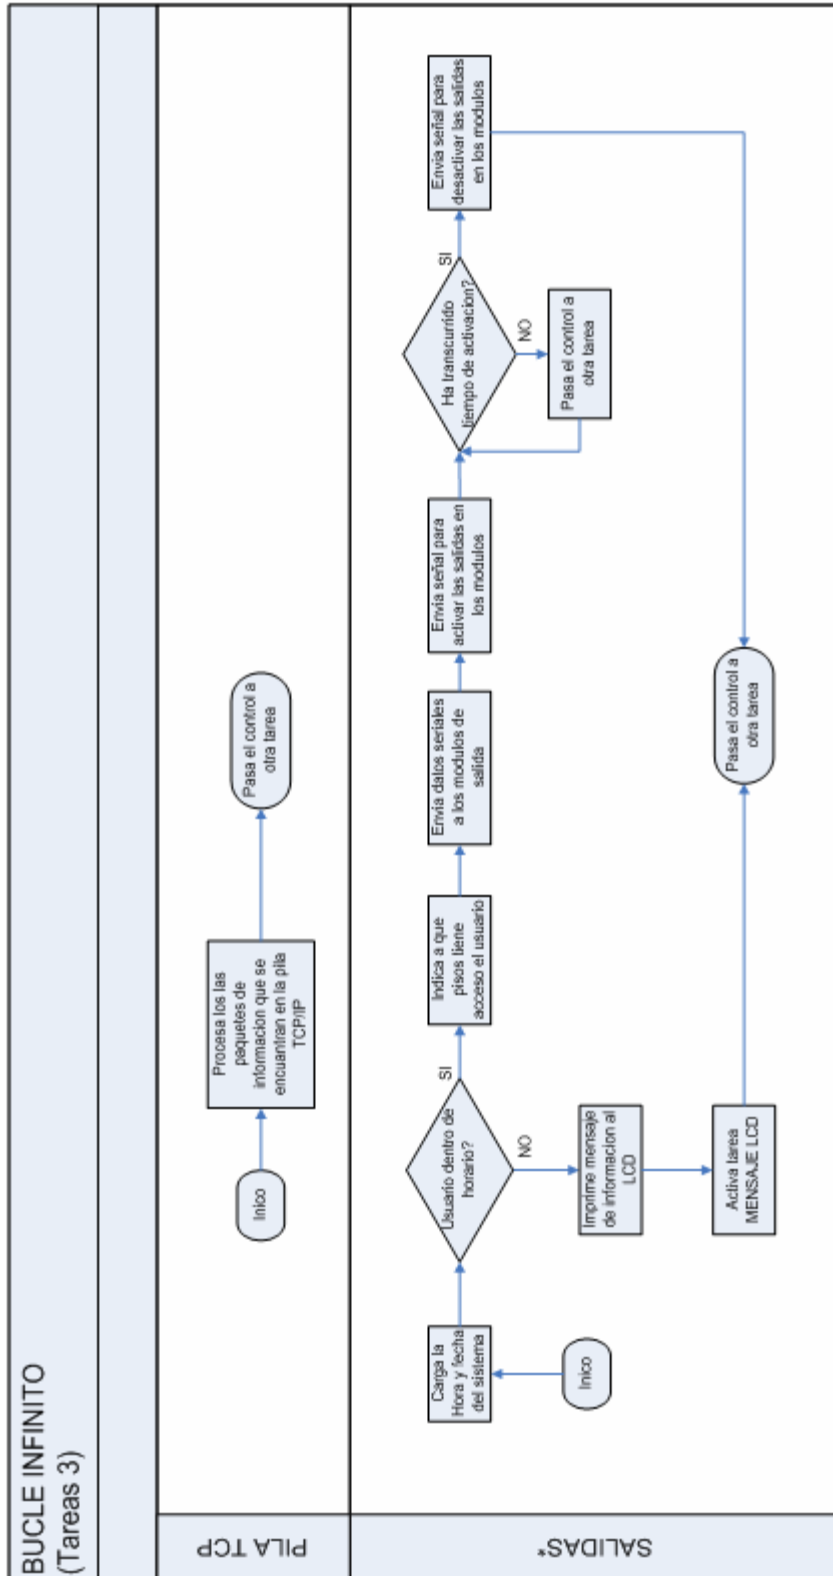 BUCLE INFINITO
(Tareas 3)
PILA TCP
Inico
Procesa los las
paquetes de
informacion que se
encuantran en la pila
TCP/IP
Pasa el control a
otra tarea
SALIDAS*
Inico
Carga la
Hora y fecha
del sistema
Usuario dentro de
horario?
SI
NO
Indica a que
pisos tiene
acceso el usuario
Envia datos seriales
a los modulos de
salida
Envia señal para
activar las salidas en
los modulos
Ha transcurrido
tiempo de activacion?
SI
NO
Envia señal para
desactivar las salidas
en los modulos
Pasa el control a
otra tarea
Imprime mensaje
de informacion al
LCD
Activa tarea
MENSAJE LCD
Pasa el control a
otra tarea